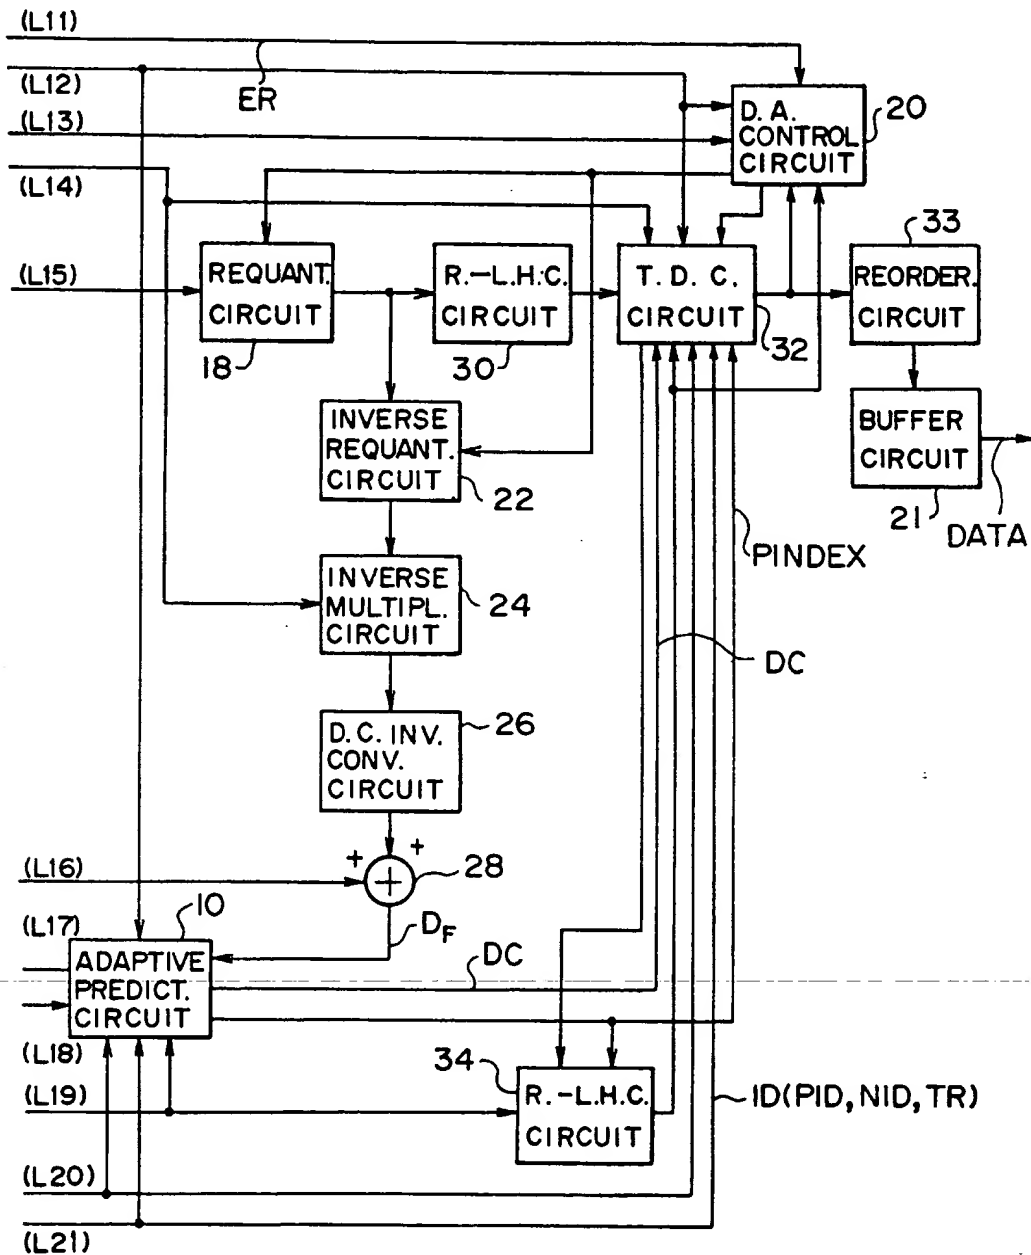 (L11)
ER
(L12)
(L13)
(L14)
D. A.
CONTROL
CIRCUIT
20
(L15)
REQUANT.
CIRCUIT
18
R.-L.H.C.
CIRCUIT
30
T. D. C.
CIRCUIT
32
33
REORDER.
CIRCUIT
BUFFER
CIRCUIT
21
DATA
INVERSE
REQUANT.
CIRCUIT
22
PINDEX
INVERSE
MULTIPL.
CIRCUIT
24
DC
D.C. INV.
CONV.
CIRCUIT
26
+ +
(L16)
+
28
(L17)
10
DF
ADAPTIVE
PREDICT.
CIRCUIT
DC
(L18)
34
(L19)
R.-L.H.C.
CIRCUIT
ID(PID, NID, TR)
(L20)
(L21)